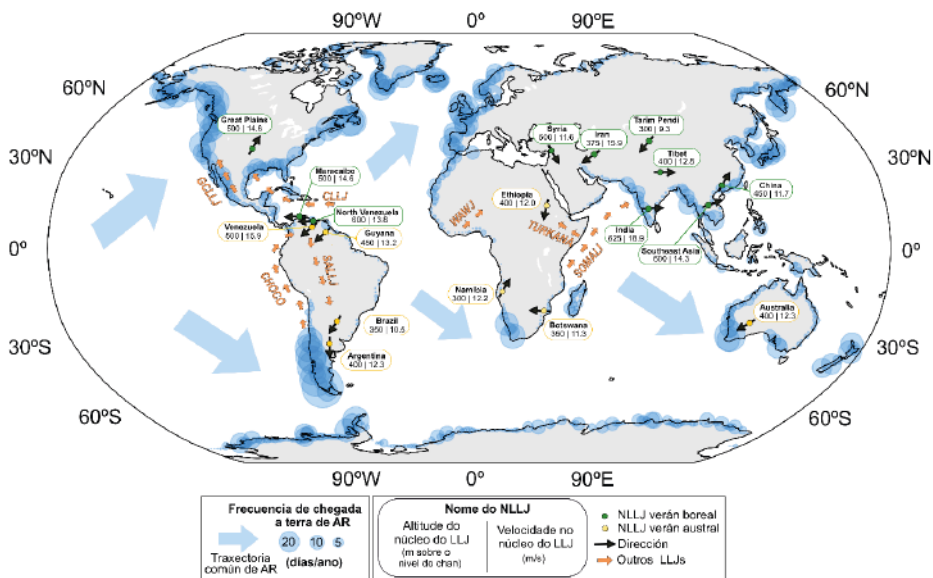 90ºW 0º 90ºE
60ºN 60ºN
30ºN 30ºN
0º 0º
30ºS 30ºS
60ºS 60ºS
90ºW 0º 90ºE
Great Plains
500 | 14.6
Maracaibo
500 | 14.6
North Venezuela
600 | 13.8
Venezuela
500 | 15.9
Guyana
450 | 13.2
Brazil
350 | 10.6
Argentina
400 | 12.3
Syria
500 | 11.6
Iran
375 | 15.9
Tarim Pendi
300 | 9.3
Tibet
400 | 12.8
China
450 | 11.7
India
625 | 18.9
Southeast Asia
600 | 14.3
Ethiopia
400 | 12.0
Namibia
300 | 12.2
Botswana
350 | 11.3
Australia
400 | 12.3
GCLLJ
CLLJ
CHOCO
SALLJ
WAWJ
TURKANA
SOMALI
Frecuencia de chegada
a terra de AR
20 10 5
(días/ano)
Traxectoria
común de AR
Nome do NLLJ
Altitude do
núcleo do LLJ
(m sobre o
nivel do chan)
Velocidade no
núcleo do LLJ
(m/s)
NLLJ verán boreal
NLLJ verán austral
Dirección
Outros LLJs